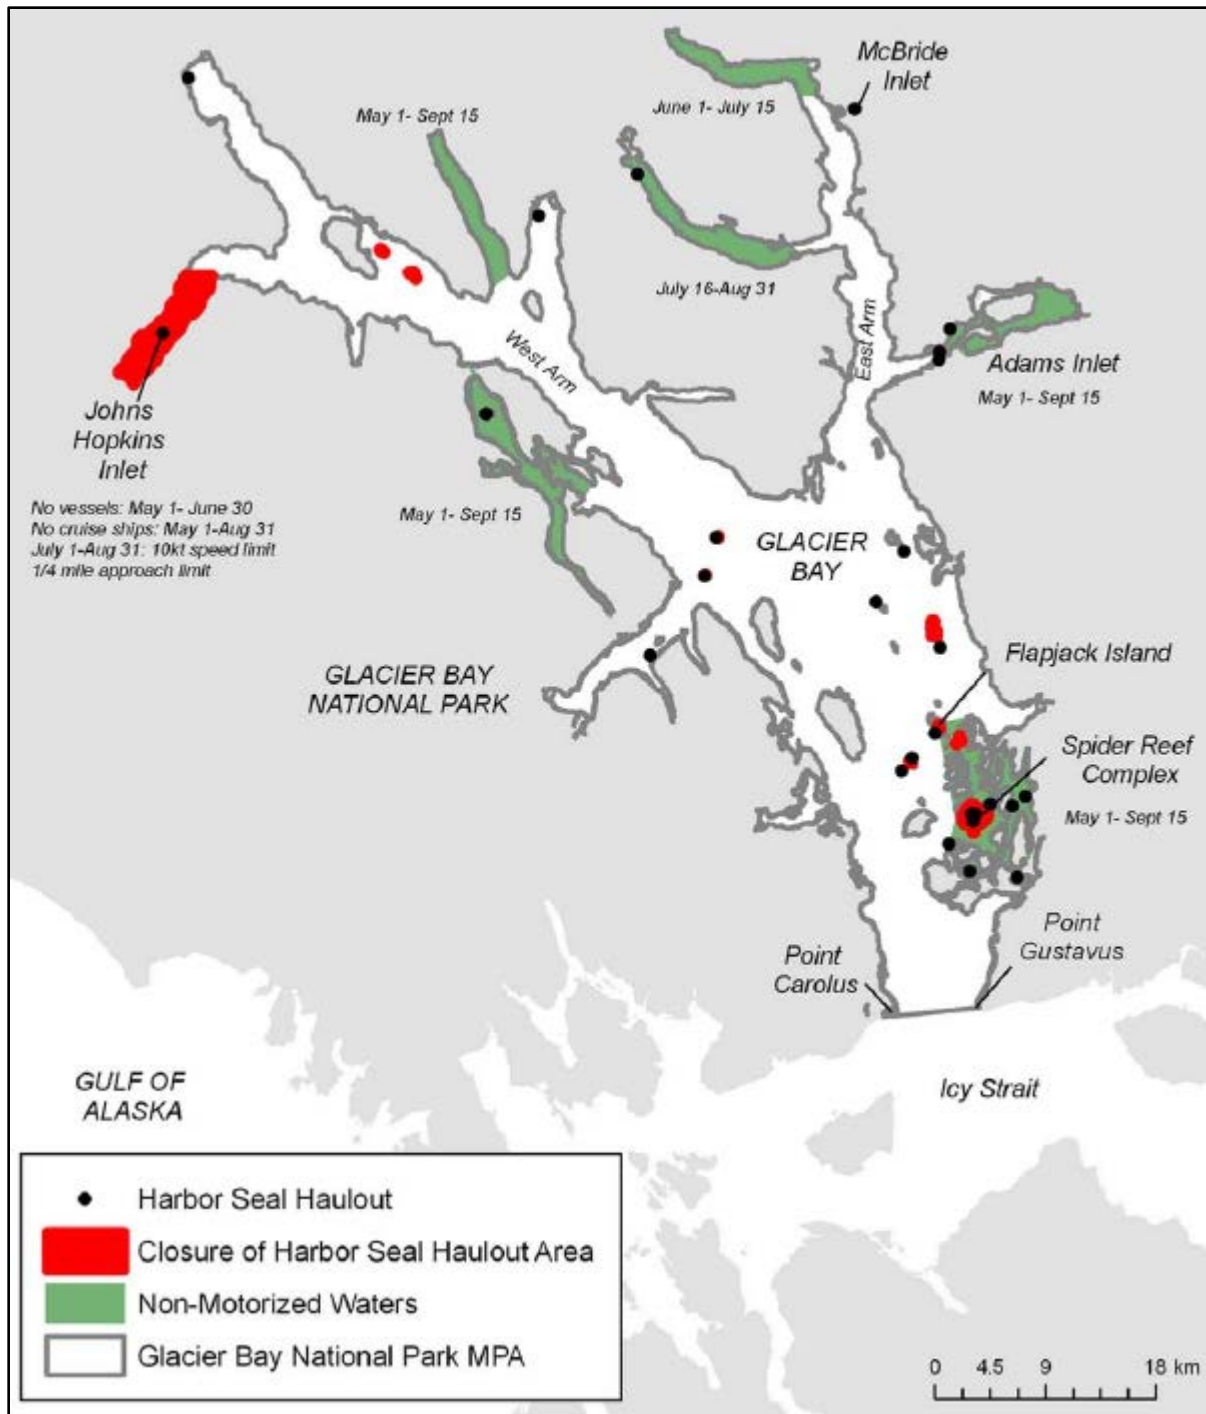 McBride
Inlet
June 1- July 15
May 1- Sept 15
July 16-Aug 31
West Arm
East Arm
Adams Inlet
May 1- Sept 15
Johns
Hopkins
Inlet
No vessels: May 1- June 30
No cruise ships: May 1-Aug 31
July 1-Aug 31: 10kt speed limit
1/4 mile approach limit
May 1- Sept 15
GLACIER
BAY
Flapjack Island
GLACIER BAY
NATIONAL PARK
Spider Reef
Complex
May 1- Sept 15
Point
Gustavus
Point
Carolus
GULF OF
ALASKA
Icy Strait
Harbor Seal Haulout
Closure of Harbor Seal Haulout Area
Non-Motorized Waters
Glacier Bay National Park MPA
0 4.5 9 18 km